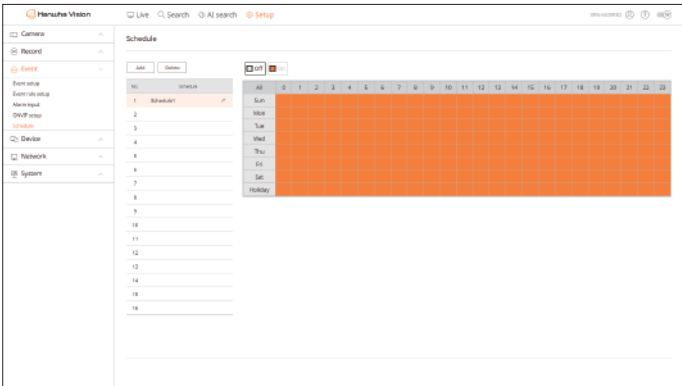 Hanwha Vision
Live Search AI search Setup
Camera
Record
Event
Event setup
Event rule setup
Alarm input
ONVIF setup
Schedule
Device
Network
System
Schedule
Add Delete
No. Schedule
1 Schedule1
2
3
4
5
6
7
8
9
10
11
12
13
14
15
16
Off On
All 0 1 2 3 4 5 6 7 8 9 10 11 12 13 14 15 16 17 18 19 20 21 22 23
Sun
Mon
Tue
Wed
Thu
Fri
Sat
Holiday